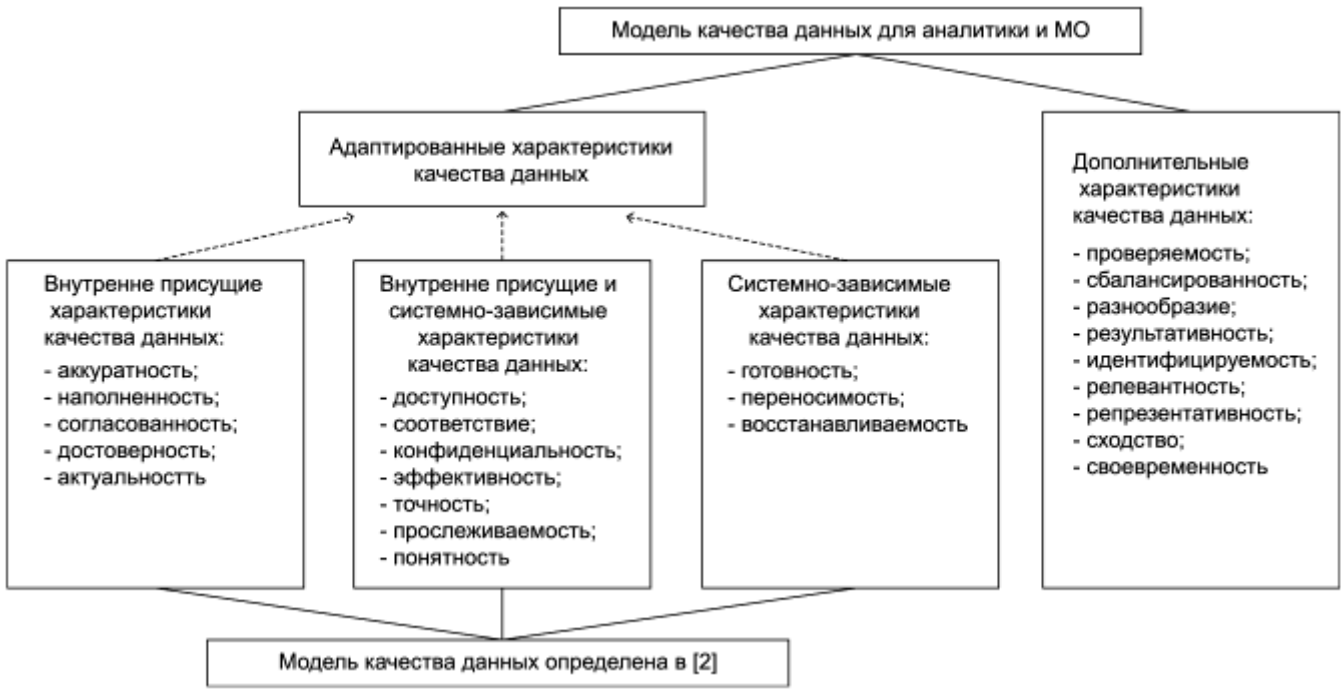 Модель качества данных для аналитики и МО
Адаптированные характеристики
качества данных
Дополнительные
характеристики
качества данных:
- проверяемость;
- сбалансированность;
- разнообразие;
- результативность;
- идентифицируемость;
- релевантность;
- репрезентативность;
- сходство;
- своевременность
Внутренне присущие
характеристики
качества данных:
- аккуратность;
- наполненность;
- согласованность;
- достоверность;
- актуальностть
Внутренне присущие и
системно-зависимые
характеристики
качества данных:
- доступность;
- соответствие;
- конфиденциальность;
- эффективность;
- точность;
- прослеживаемость;
- понятность
Системно-зависимые
характеристики
качества данных:
- готовность;
- переносимость;
- восстанавливаемость
Модель качества данных определена в [2]